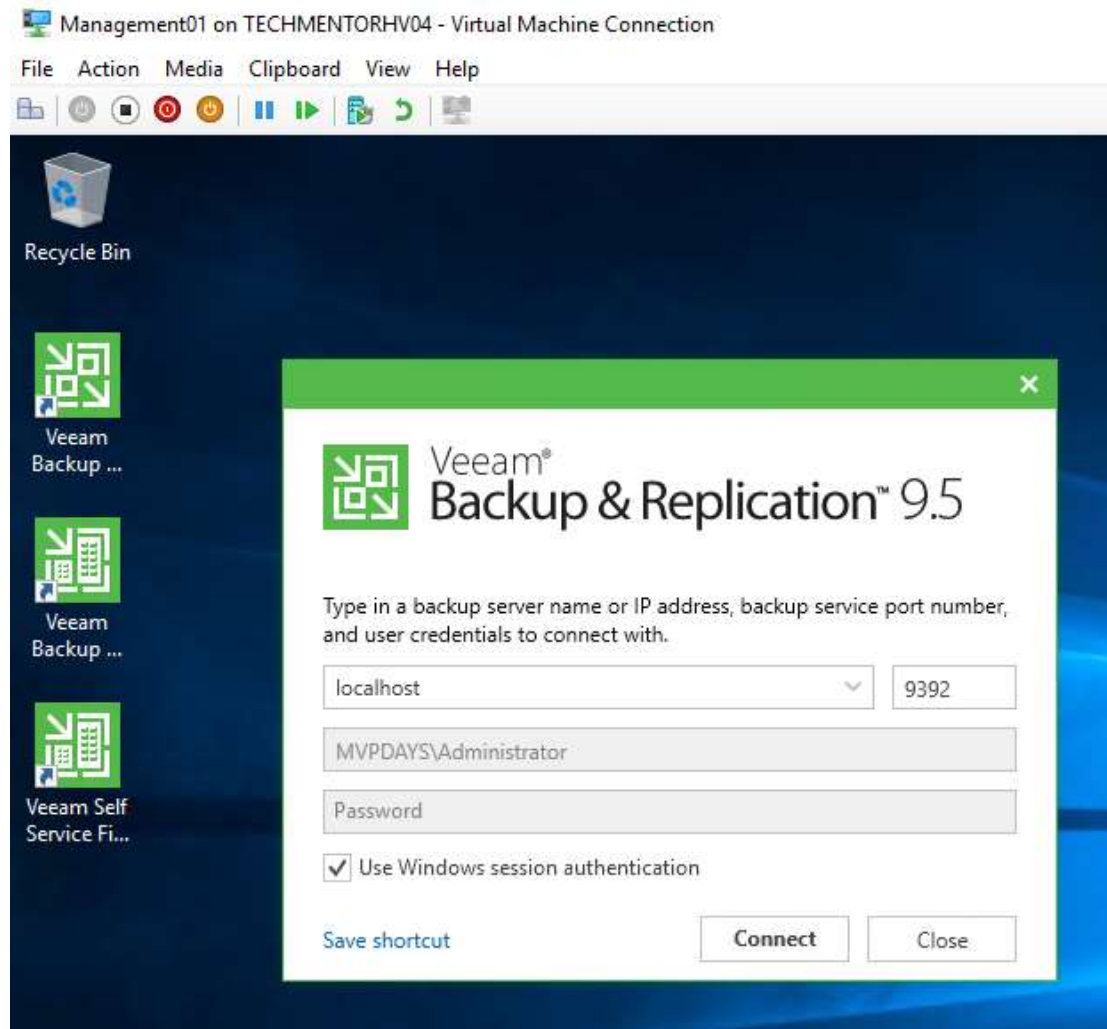 Management01 on TECHMENTORHV04 - Virtual Machine Connection
File Action Media Clipboard View Help
Recycle Bin
Veeam
Backup ...
Veeam
Backup ...
Veeam Self
Service Fi...
Veeam®
Backup & Replication™ 9.5
Type in a backup server name or IP address, backup service port number,
and user credentials to connect with.
localhost 9392
MVPDAYS\Administrator
Password
Use Windows session authentication
Save shortcut Connect Close